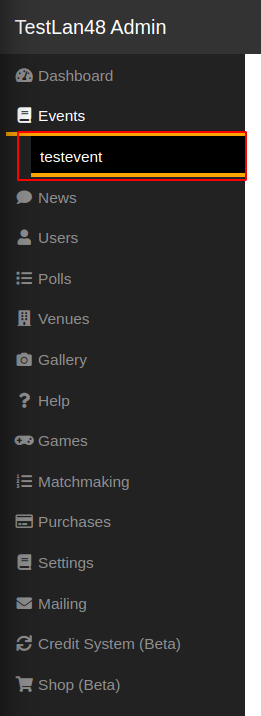 TestLan48 Admin
Dashboard
Events
testevent
News
Users
Polls
Venues
Gallery
Help
Games
Matchmaking
Purchases
Settings
Mailing
Credit System (Beta)
Shop (Beta)